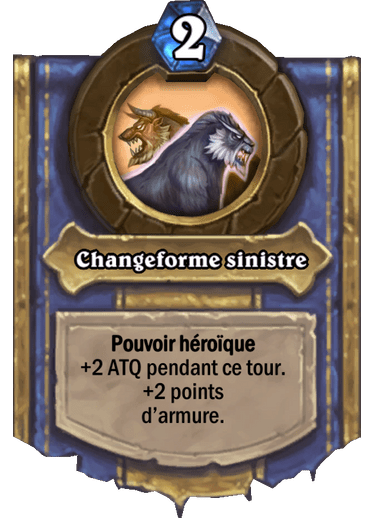 2
Changeforme sinistre
Pouvoir héroïque
+2 ATQ pendant ce tour.
+2 points
d'armure.